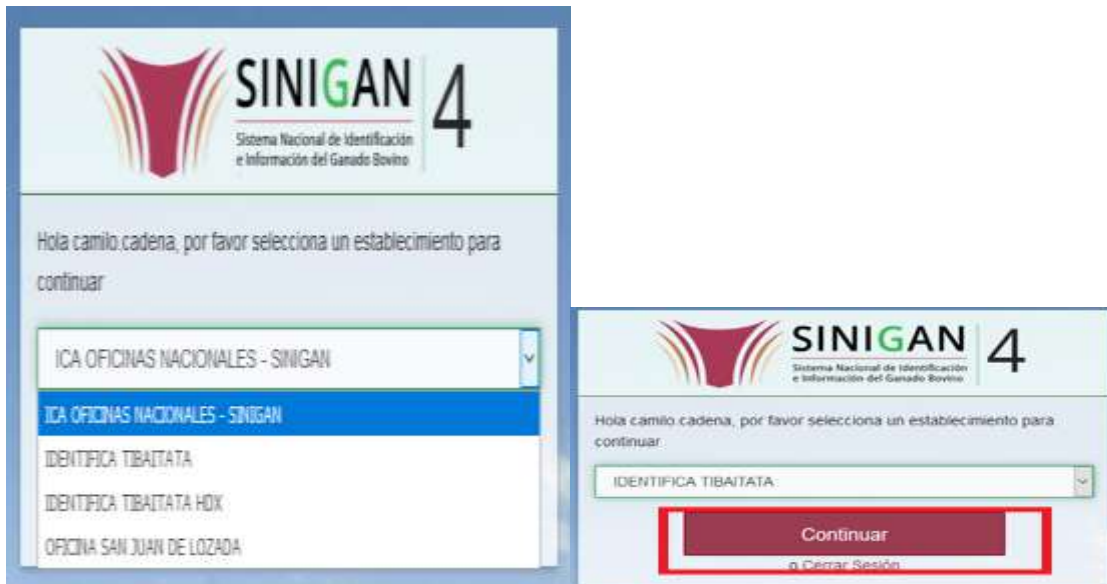 SINIGAN 4
Sistema Nacional de Identificación
e Información del Ganado Bovino
Hola camilo.cadena, por favor selecciona un establecimiento para
continuar
ICA OFICINAS NACIONALES - SINIGAN
ICA OFICINAS NACIONALES - SINIGAN
IDENTIFICA TIBAITATA
IDENTIFICA TIBAITATA HDX
OFICINA SAN JUAN DE LOZADA
SINIGAN 4
Sistema Nacional de Identificación
e Información del Ganado Bovino
Hola camilo.cadena, por favor selecciona un establecimiento para
continuar
IDENTIFICA TIBAITATA
Continuar
o Cerrar Sesión